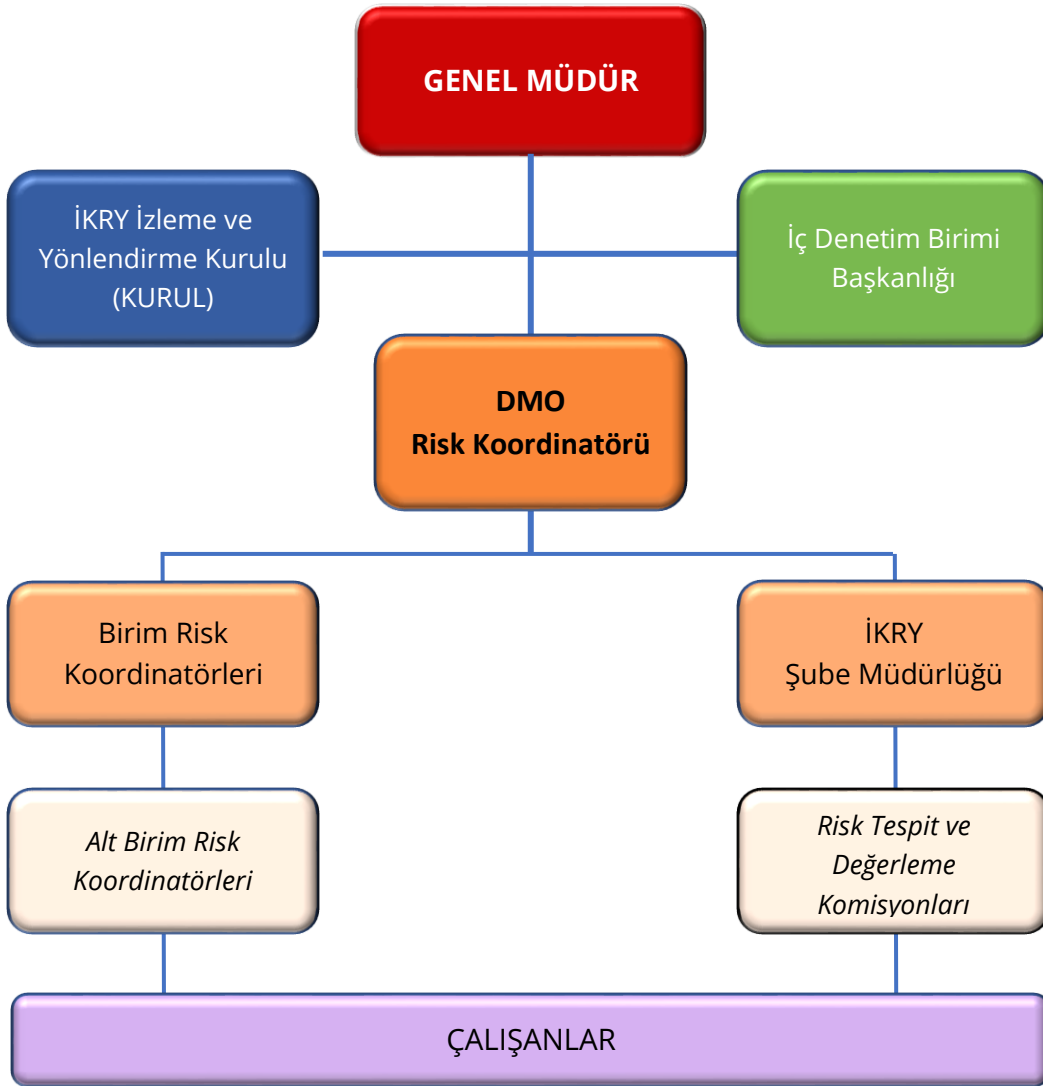 GENEL MÜDÜR
İKRY İzleme ve
Yönlendirme Kurulu
(KURUL)
İç Denetim Birimi
Başkanlığı
DMO
Risk Koordinatörü
Birim Risk
Koordinatörleri
İKRY
Şube Müdürlüğü
Alt Birim Risk
Koordinatörleri
Risk Tespit ve
Değerleme
Komisyonları
ÇALIŞANLAR